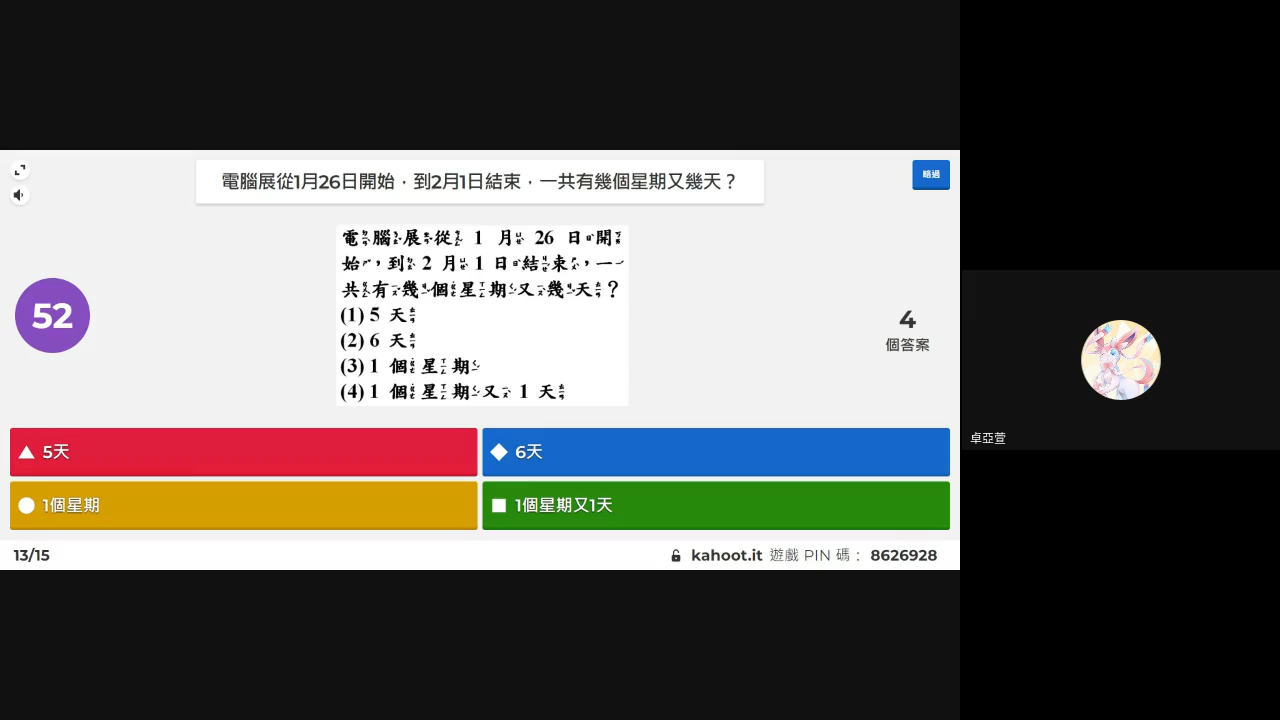 電腦展從1月26日開始，到2月1日結束，一共有幾個星期又幾天？
略過
電腦展從 1 月 26 日開
始，到 2 月 1 日結束，一
共有幾個星期又幾天？
(1) 5 天
(2) 6 天
(3) 1 個星期
(4) 1 個星期又 1 天
52
4
個答案
5天
6天
1個星期
1個星期又1天
13/15
kahoot.it 遊戲 PIN 碼： 8626928
卓亞萱